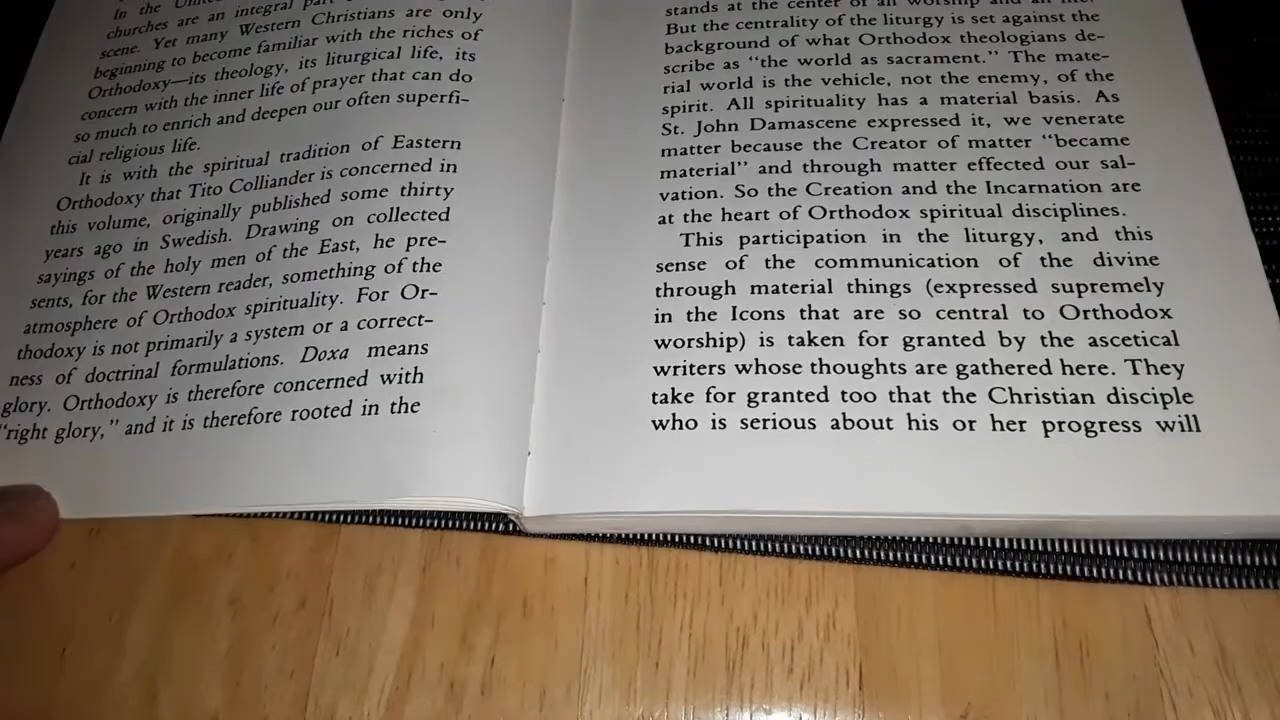 In the
churches are an integral
scene. Yet many Western Christians are only
beginning to become familiar with the riches of
Orthodoxy—its theology, its liturgical life, its
concern with the inner life of prayer that can do
so much to enrich and deepen our often superfi-
cial religious life.
It is with the spiritual tradition of Eastern
Orthodoxy that Tito Colliander is concerned in
this volume, originally published some thirty
years ago in Swedish. Drawing on collected
sayings of the holy men of the East, he pre-
sents, for the Western reader, something of the
atmosphere of Orthodox spirituality. For Or-
thodoxy is not primarily a system or a correct-
ness of doctrinal formulations. Doxa means
glory. Orthodoxy is therefore concerned with
"right glory," and it is therefore rooted in the
stands at the center of all worship and all life.
But the centrality of the liturgy is set against the
background of what Orthodox theologians de-
scribe as "the world as sacrament." The mate-
rial world is the vehicle, not the enemy, of the
spirit. All spirituality has a material basis. As
St. John Damascene expressed it, we venerate
matter because the Creator of matter "became
material" and through matter effected our sal-
vation. So the Creation and the Incarnation are
at the heart of Orthodox spiritual disciplines.
This participation in the liturgy, and this
sense of the communication of the divine
through material things (expressed supremely
in the Icons that are so central to Orthodox
worship) is taken for granted by the ascetical
writers whose thoughts are gathered here. They
take for granted too that the Christian disciple
who is serious about his or her progress will